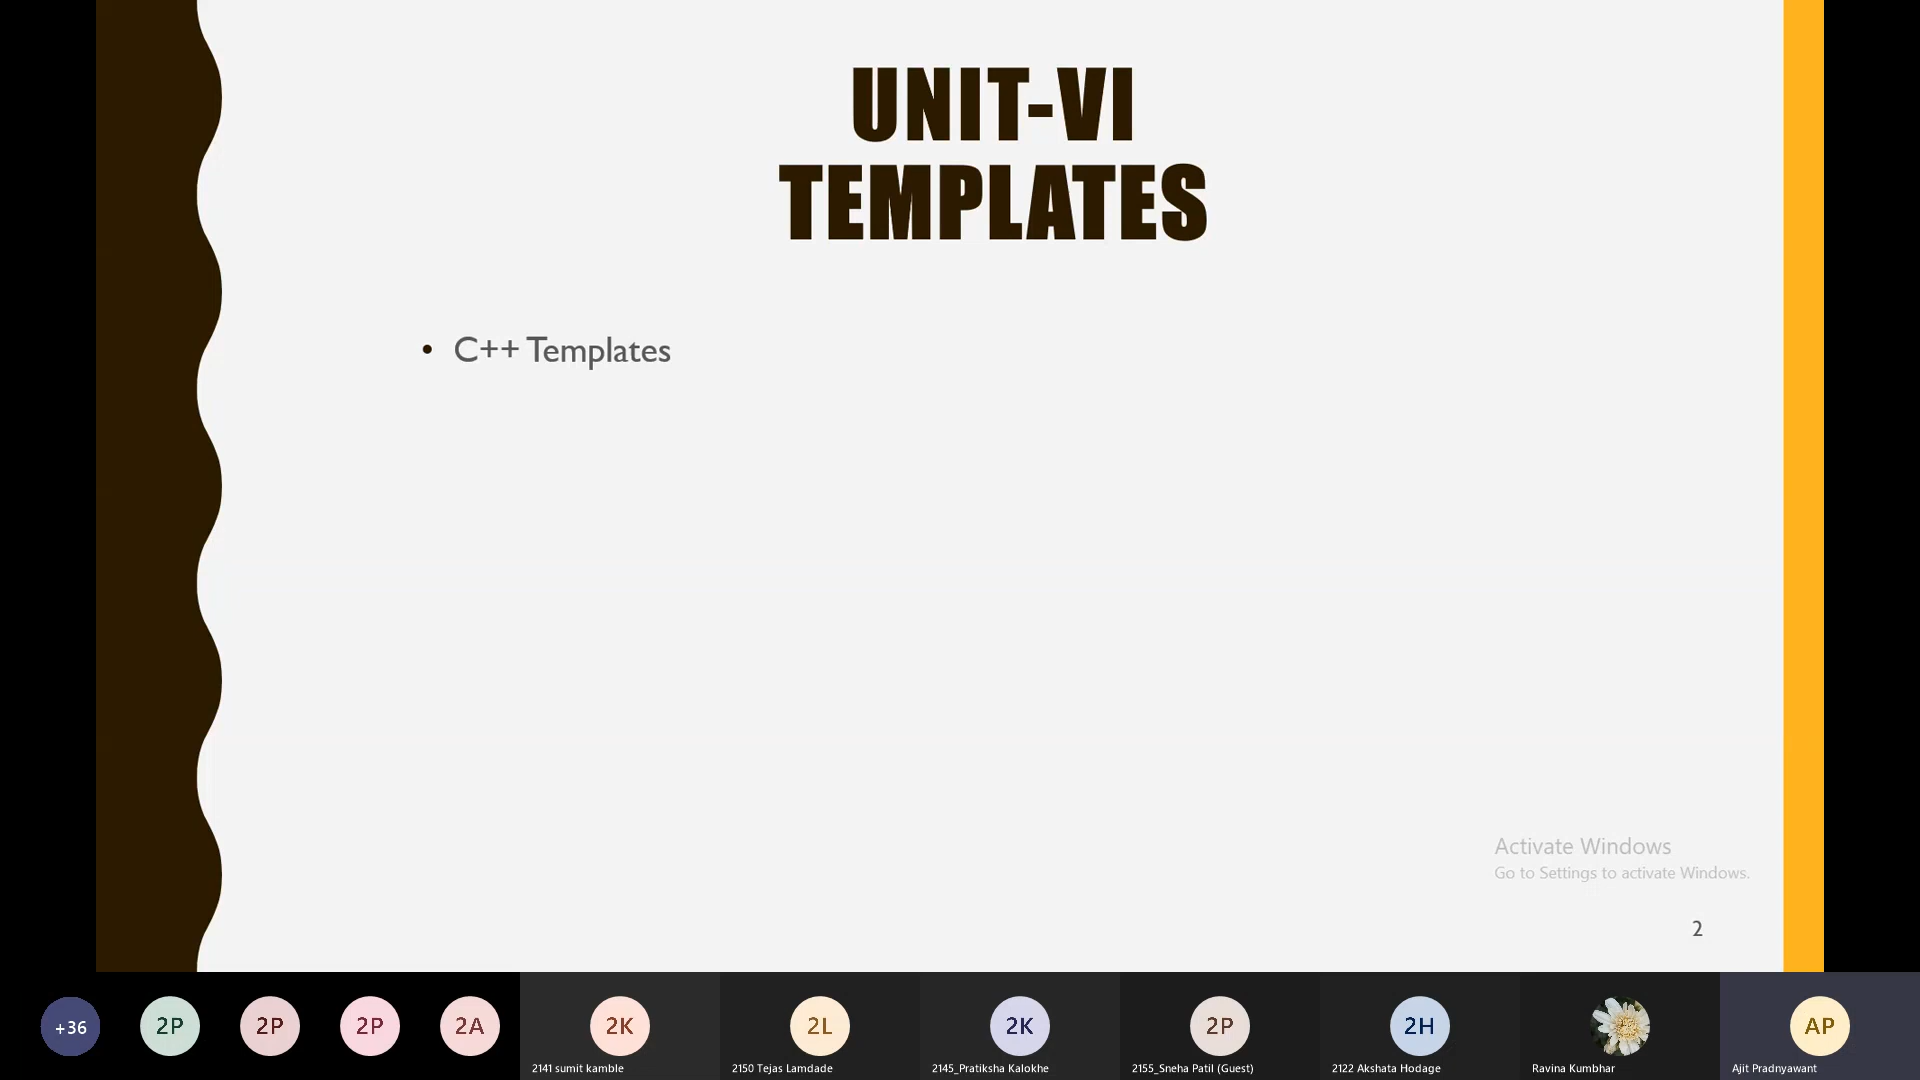 UNIT-VI
TEMPLATES
• C++ Templates
Activate Windows
Go to Settings to activate Windows.
2
+36
2P
2P
2P
2A
2K
2L
2K
2P
2H
AP
2141 sumit kamble
2150 Tejas Lamdade
2145_Pratiksha Kalokhe
2155_Sneha Patil (Guest)
2122 Akshata Hodage
Ravina Kumbhar
Ajit Pradnyawant